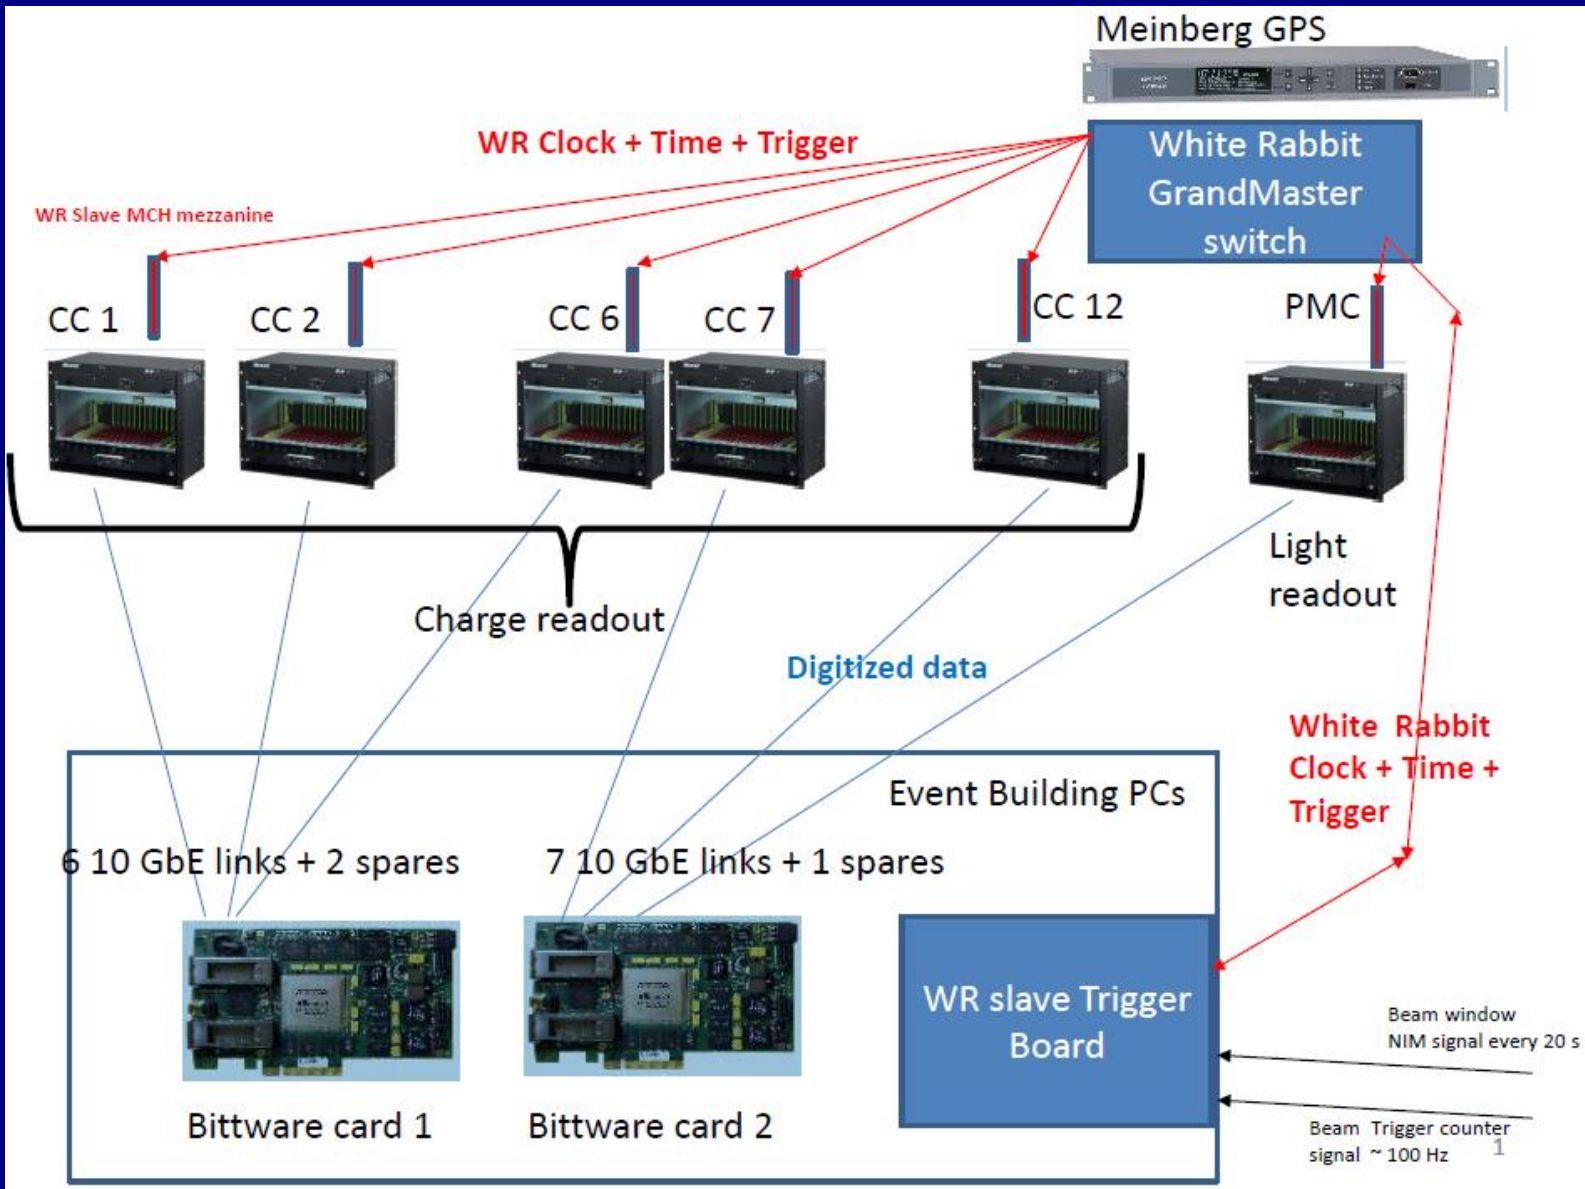 Meinberg GPS
WR Clock + Time + Trigger
White Rabbit
GrandMaster
switch
WR Slave MCH mezzanine
CC 1
CC 2
CC 6
CC 7
CC 12
PMC
Light
readout
Charge readout
Digitized data
White Rabbit
Clock + Time +
Trigger
Event Building PCs
6 10 GbE links + 2 spares
7 10 GbE links + 1 spares
WR slave Trigger
Board
Beam window
NIM signal every 20 s
Bittware card 1
Bittware card 2
Beam Trigger counter
signal ~ 100 Hz
1